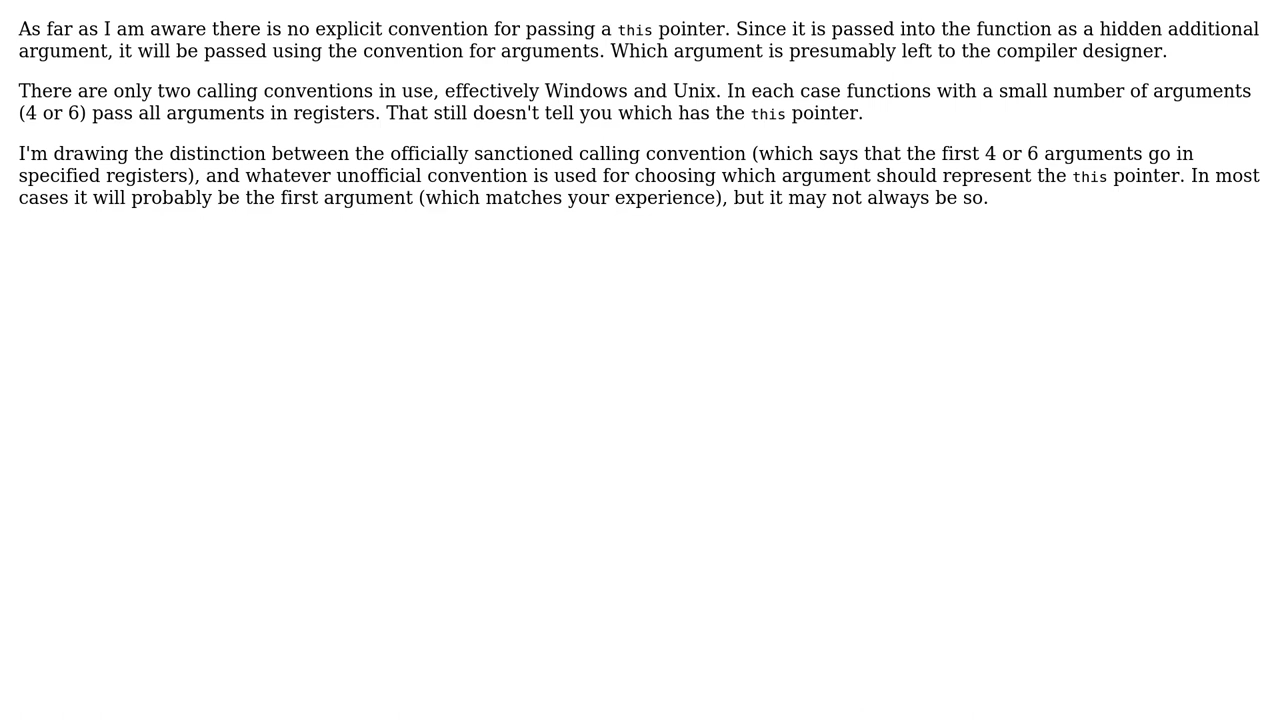 As far as I am aware there is no explicit convention for passing a this pointer. Since it is passed into the function as a hidden additional
argument, it will be passed using the convention for arguments. Which argument is presumably left to the compiler designer.
There are only two calling conventions in use, effectively Windows and Unix. In each case functions with a small number of arguments
(4 or 6) pass all arguments in registers. That still doesn't tell you which has the this pointer.
I'm drawing the distinction between the officially sanctioned calling convention (which says that the first 4 or 6 arguments go in
specified registers), and whatever unofficial convention is used for choosing which argument should represent the this pointer. In most
cases it will probably be the first argument (which matches your experience), but it may not always be so.